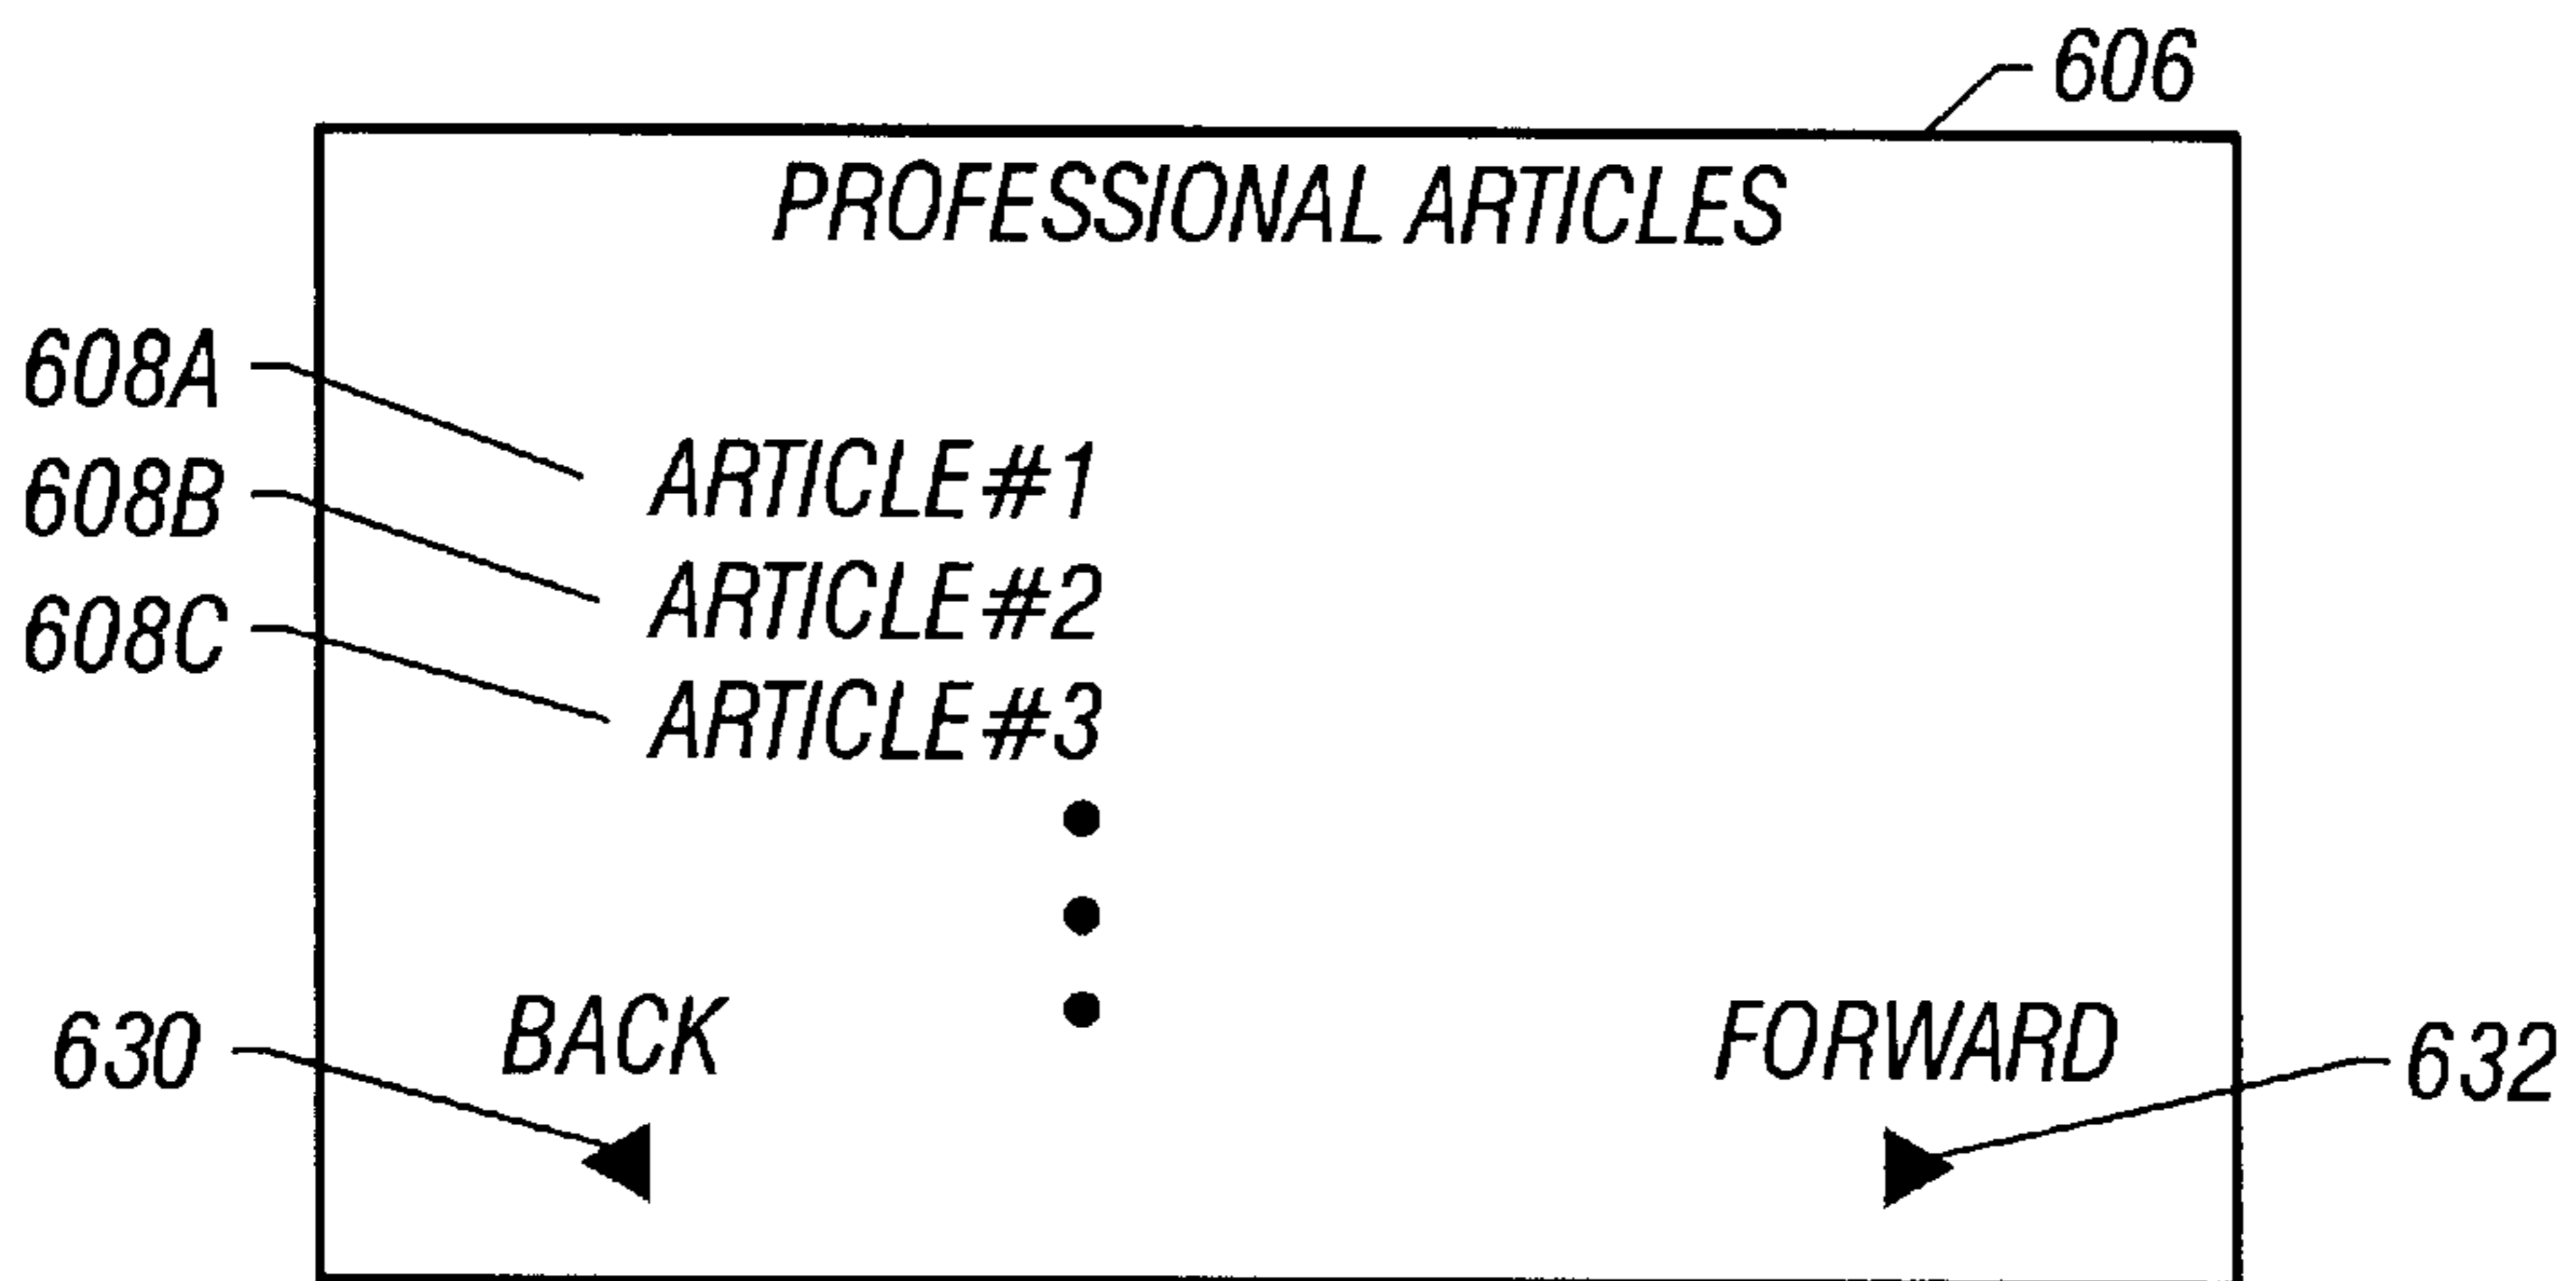 606
PROFESSIONAL ARTICLES
608A
ARTICLE #1
608B
ARTICLE #2
608C
ARTICLE #3
BACK
FORWARD
630
632